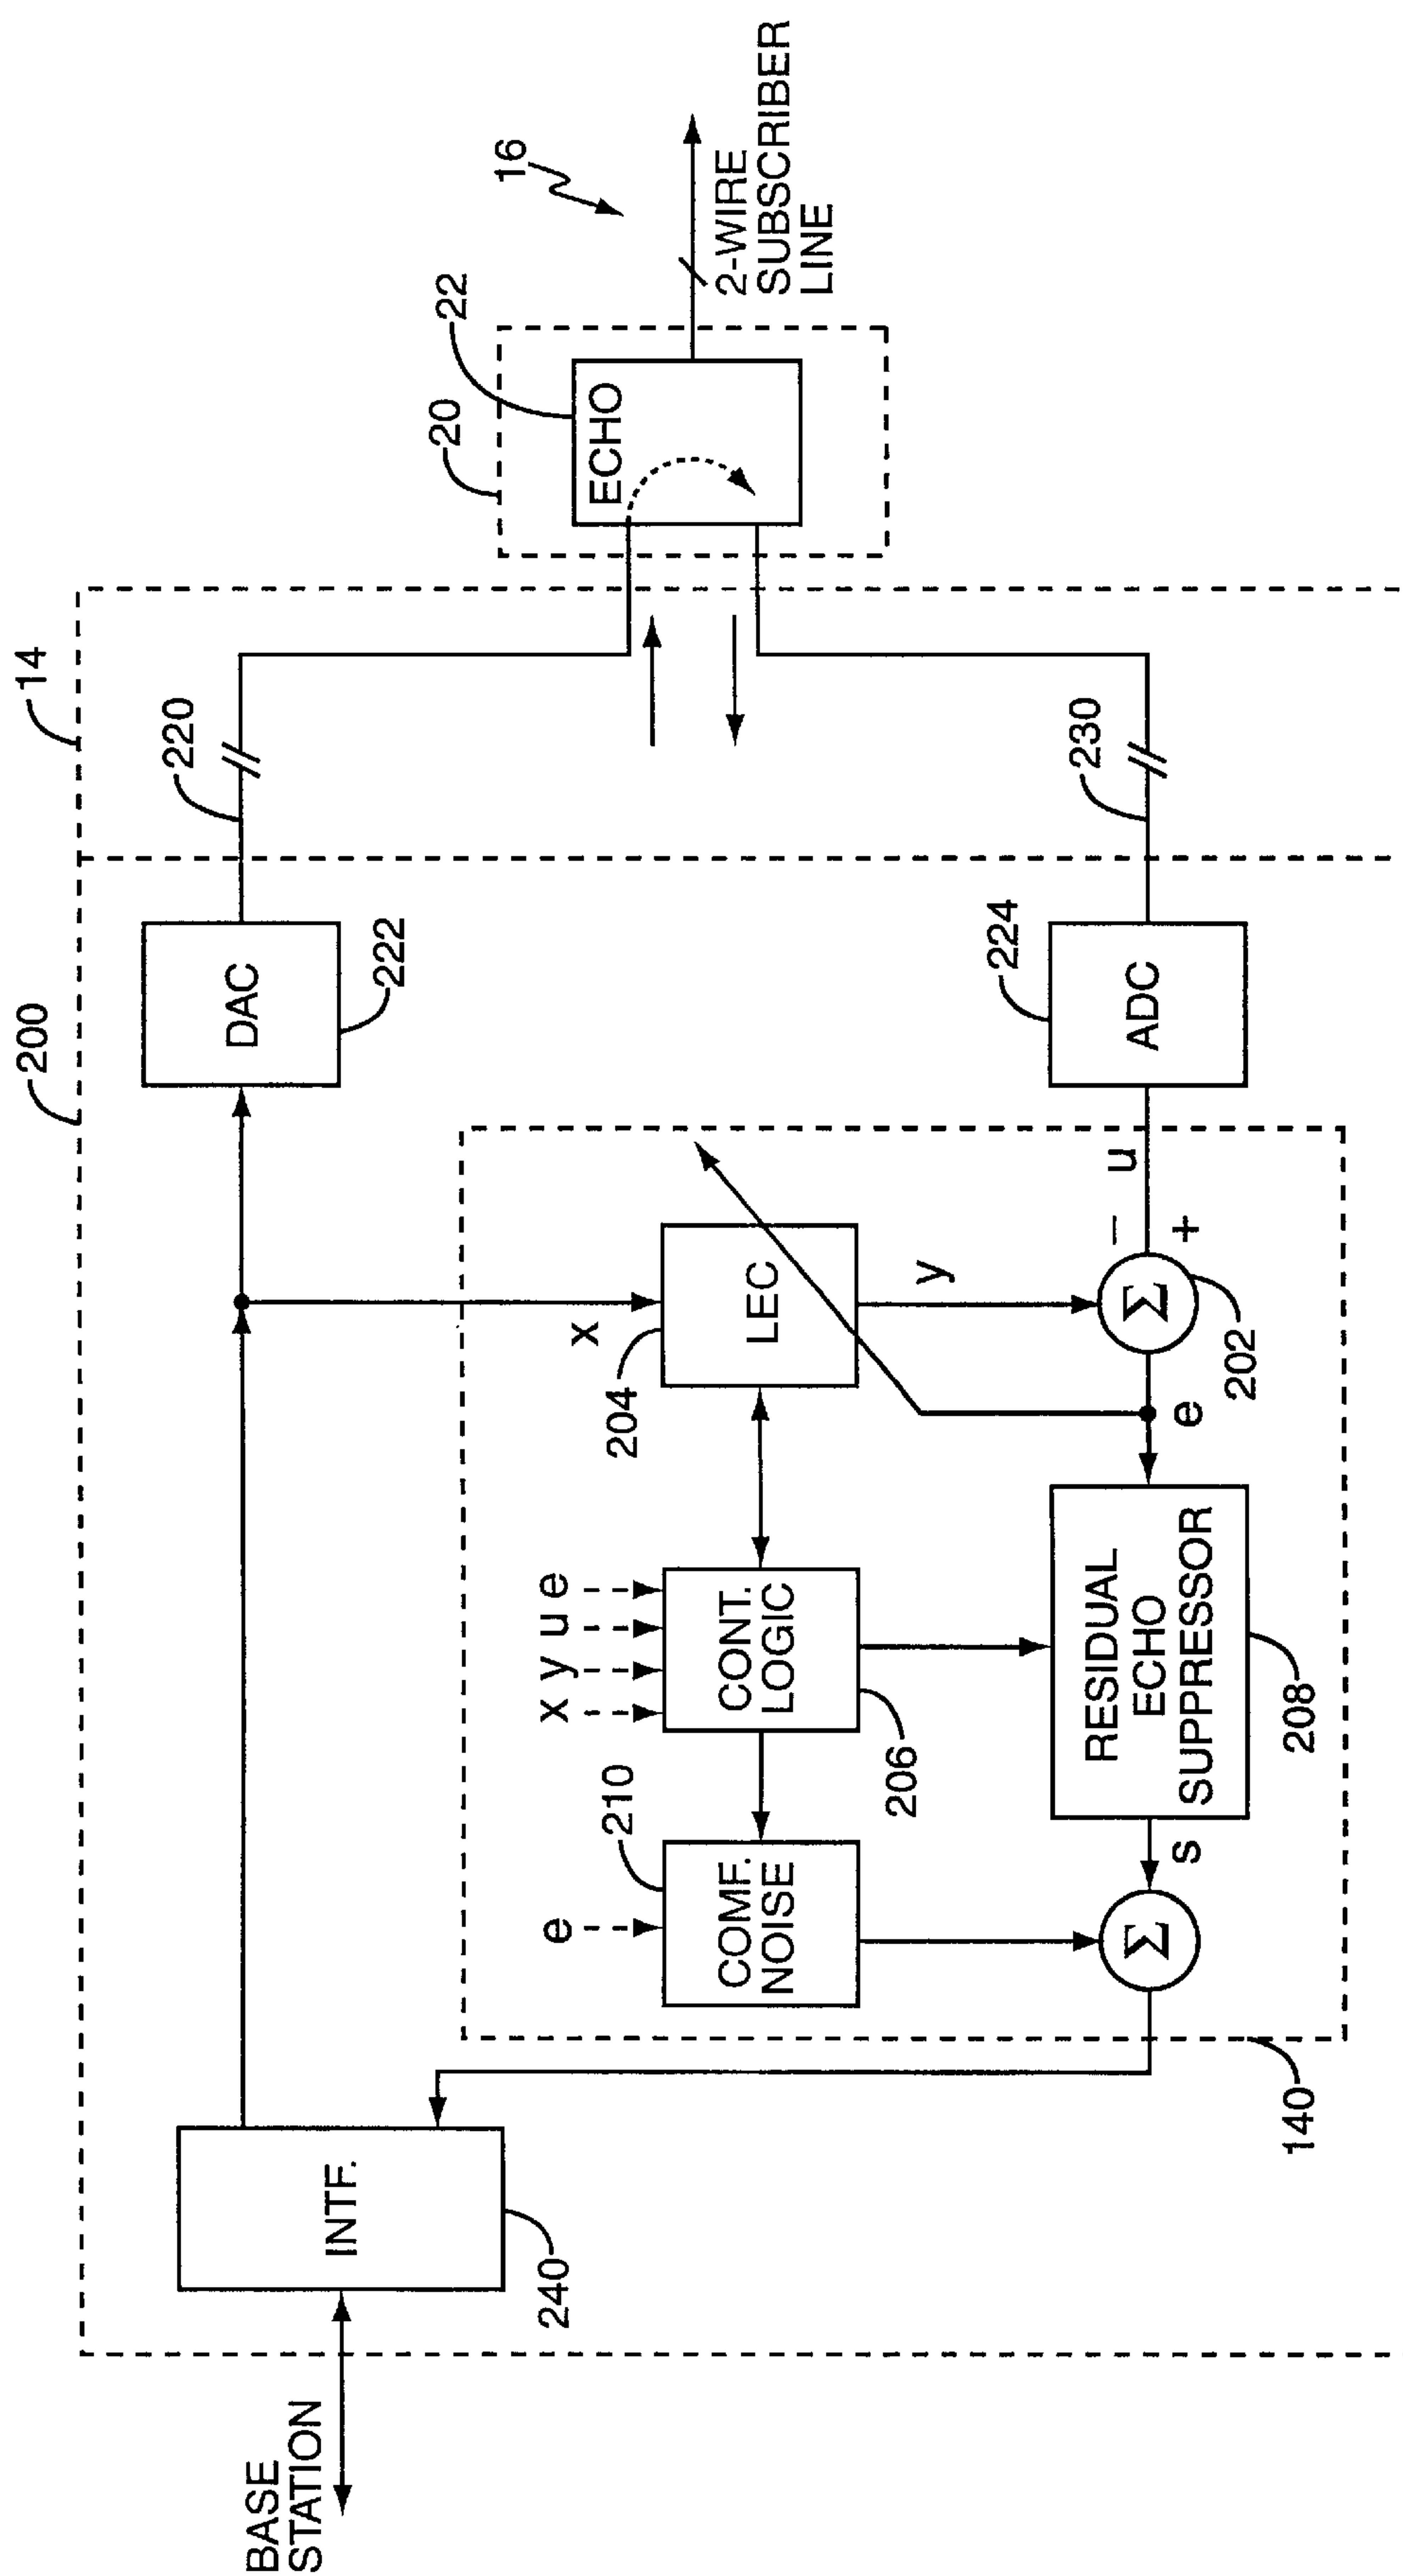 200
14
BASE
STATION
INTF.
240
DAC
222
220
20
22
ECHO
16
2-WIRE
SUBSCRIBER
LINE
e
210
COMF.
NOISE
x y u e
CONT.
LOGIC
206
x
204
LEC
y
s
Σ
RESIDUAL
ECHO
SUPPRESSOR
208
e
Σ
202
−
+
u
224
ADC
230
140